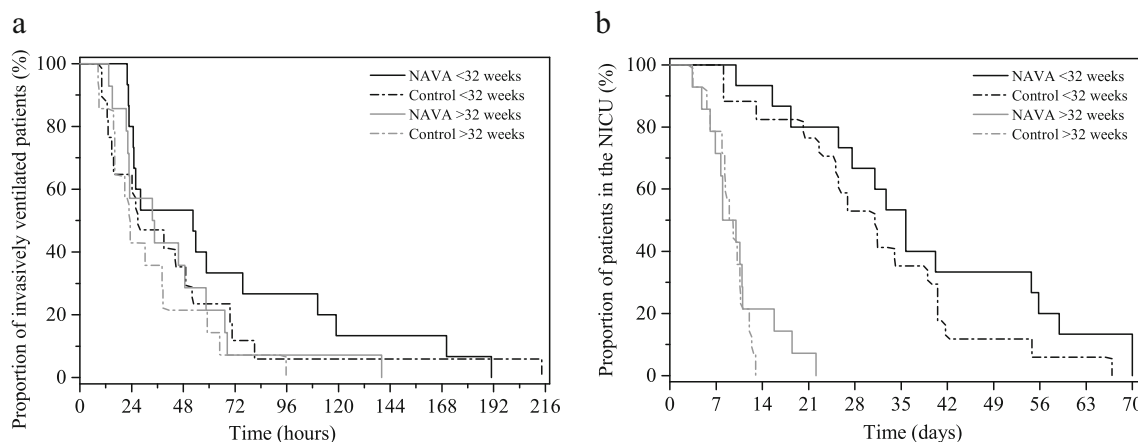 a
Proportion of invasively ventilated patients (%)
100
80
60
40
20
0
0 24 48 72 96 120 144 168 192 216
Time (hours)
NAVA <32 weeks
Control <32 weeks
NAVA >32 weeks
Control >32 weeks
b
Proportion of patients in the NICU (%)
100
80
60
40
20
0
0 7 14 21 28 35 42 49 56 63 70
Time (days)
NAVA <32 weeks
Control <32 weeks
NAVA >32 weeks
Control >32 weeks